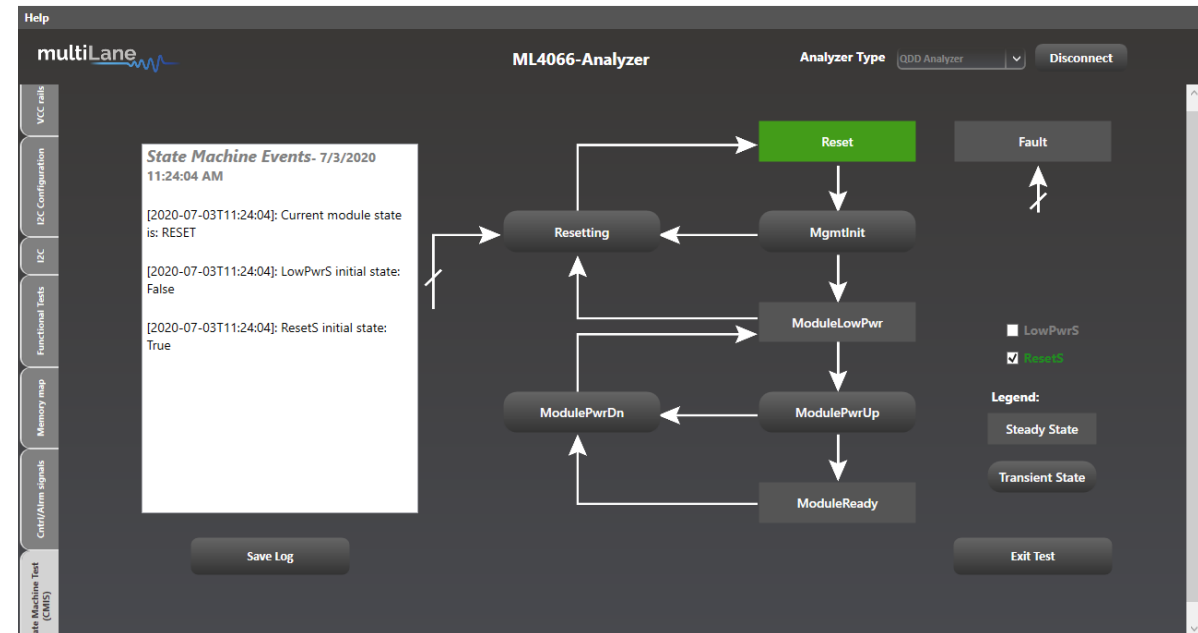 Help
multiLane
ML4066-Analyzer
Analyzer Type
QDD Analyzer
Disconnect
VCC rails
I2C Configuration
I2C
Functional Tests
Memory map
Cntrl/Alrm signals
ate Machine Test
(CMIS)
State Machine Events- 7/3/2020
11:24:04 AM
[2020-07-03T11:24:04]: Current module state
is: RESET
[2020-07-03T11:24:04]: LowPwrS initial state:
False
[2020-07-03T11:24:04]: ResetS initial state:
True
Save Log
Reset
Fault
Resetting
MgmtInit
ModuleLowPwr
ModulePwrDn
ModulePwrUp
ModuleReady
LowPwrS
ResetS
Legend:
Steady State
Transient State
Exit Test